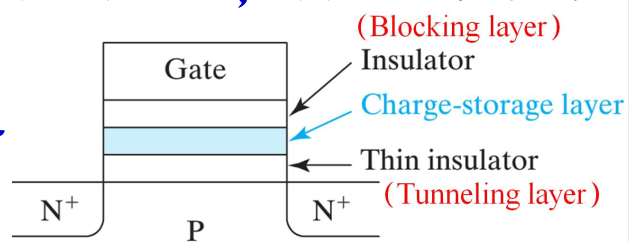 (Blocking layer)
Gate
Insulator
Charge-storage layer
Thin insulator
(Tunneling layer)
N+
P
N+